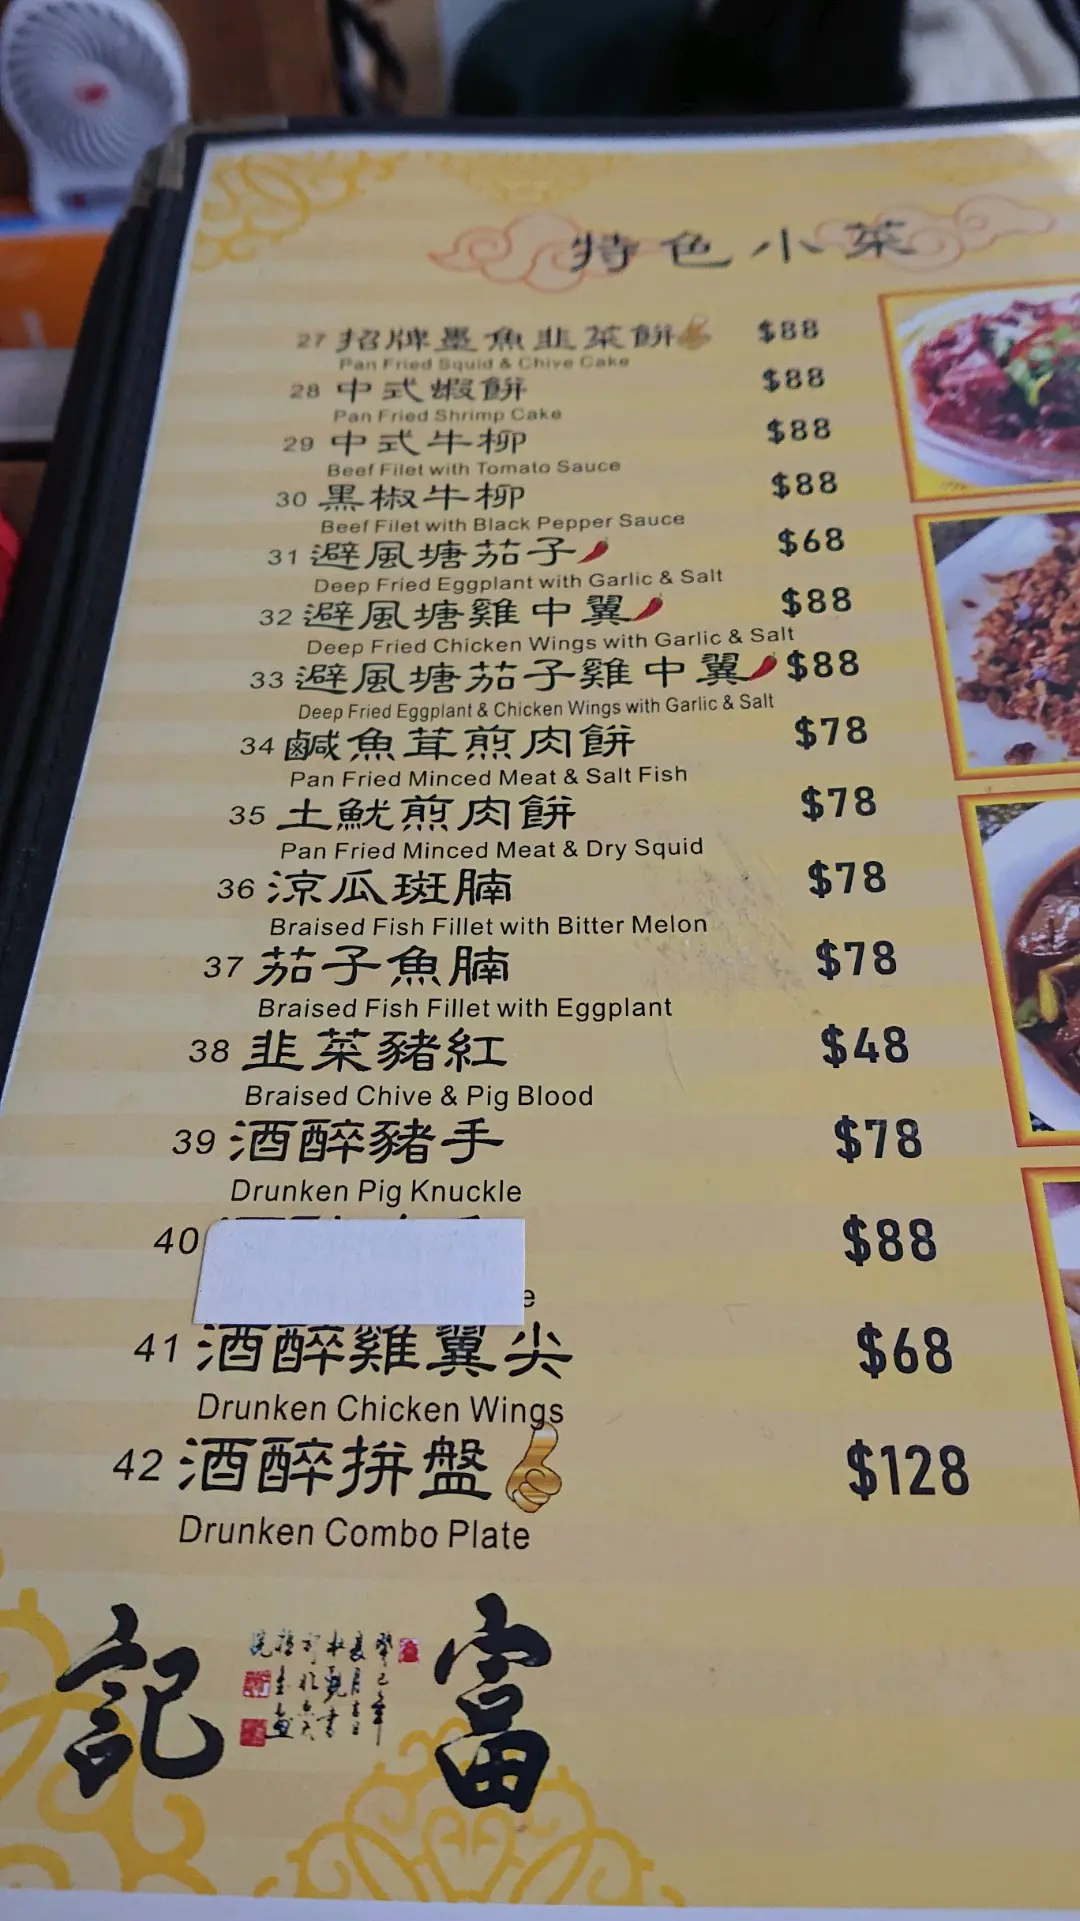 特色小菜
27 招牌墨魚韭菜餅 $88
Pan Fried Squid & Chive Cake
28 中式蝦餅 $88
Pan Fried Shrimp Cake
29 中式牛柳 $88
Beef Filet with Tomato Sauce
30 黑椒牛柳 $88
Beef Filet with Black Pepper Sauce
31 避風塘茄子 $68
Deep Fried Eggplant with Garlic & Salt
32 避風塘雞中翼 $88
Deep Fried Chicken Wings with Garlic & Salt
33 避風塘茄子雞中翼 $88
Deep Fried Eggplant & Chicken Wings with Garlic & Salt
34 鹹魚茸煎肉餅 $78
Pan Fried Minced Meat & Salt Fish
35 土魷煎肉餅 $78
Pan Fried Minced Meat & Dry Squid
36 涼瓜斑腩 $78
Braised Fish Fillet with Bitter Melon
37 茄子魚腩 $78
Braised Fish Fillet with Eggplant
38 韭菜豬紅 $48
Braised Chive & Pig Blood
39 酒醉豬手 $78
Drunken Pig Knuckle
40 $88
41 酒醉雞翼尖 $68
Drunken Chicken Wings
42 酒醉拼盤 $128
Drunken Combo Plate
富記